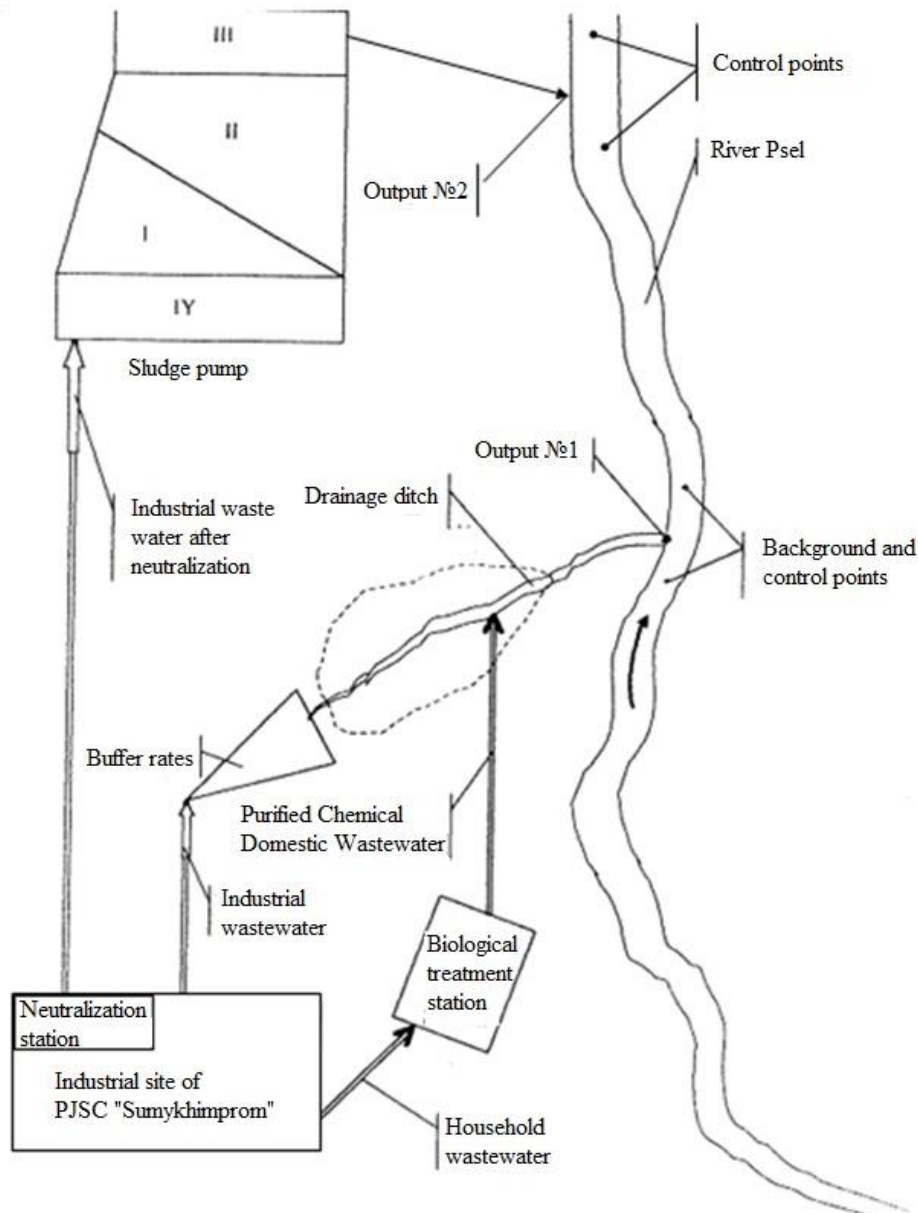 III
Control points
II
River Psel
Output №2
I
IY
Sludge pump
Output №1
Drainage ditch
Industrial waste
water after
neutralization
Background and
control points
Buffer rates
Purified Chemical
Domestic Wastewater
Industrial
wastewater
Biological
treatment
station
Neutralization
station
Industrial site of
PJSC "Sumykhimprom"
Household
wastewater